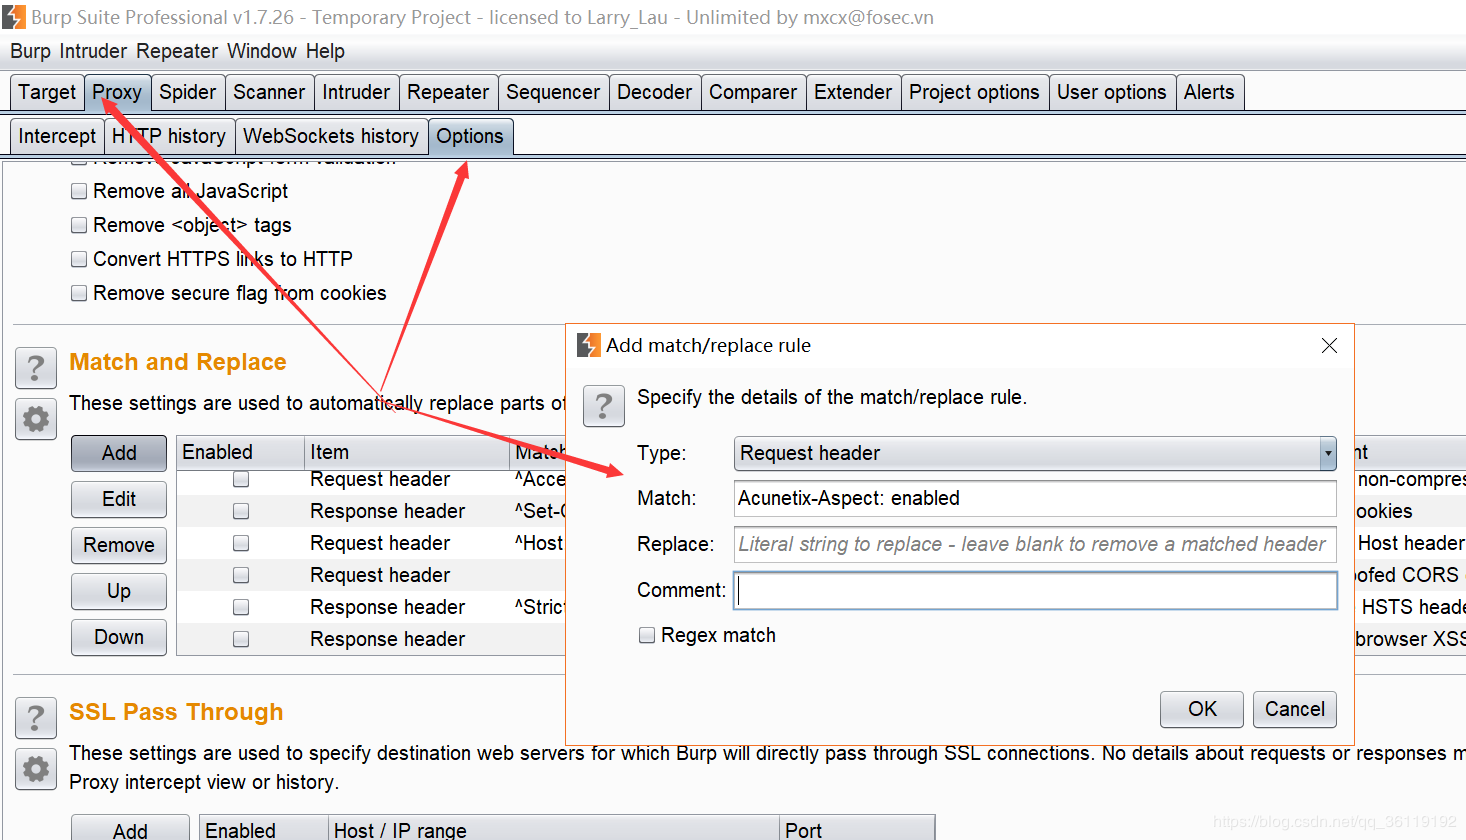 Burp Suite Professional v1.7.26 - Temporary Project - licensed to Larry_Lau - Unlimited by mxcx@fosec.vn
Burp Intruder Repeater Window Help
Target Proxy Spider Scanner Intruder Repeater Sequencer Decoder Comparer Extender Project options User options Alerts
Intercept HTTP history WebSockets history Options
Remove JavaScript form validation
Remove all JavaScript
Remove <object> tags
Convert HTTPS links to HTTP
Remove secure flag from cookies
Match and Replace
These settings are used to automatically replace parts of
Add Enabled Item Match
Request header ^Acce
Edit Response header ^Set-C
Remove Request header ^Host
Request header
Up Response header ^Strict
Down Response header
Add match/replace rule
Specify the details of the match/replace rule.
Type: Request header
Match: Acunetix-Aspect: enabled
Replace: Literal string to replace - leave blank to remove a matched header
Comment:
Regex match
OK Cancel
nt
non-compres
ookies
Host header
oofed CORS
HSTS heade
browser XSS
SSL Pass Through
These settings are used to specify destination web servers for which Burp will directly pass through SSL connections. No details about requests or responses m
Proxy intercept view or history.
Add Enabled Host / IP range Port
https://blog.csdn.net/qq_36119192